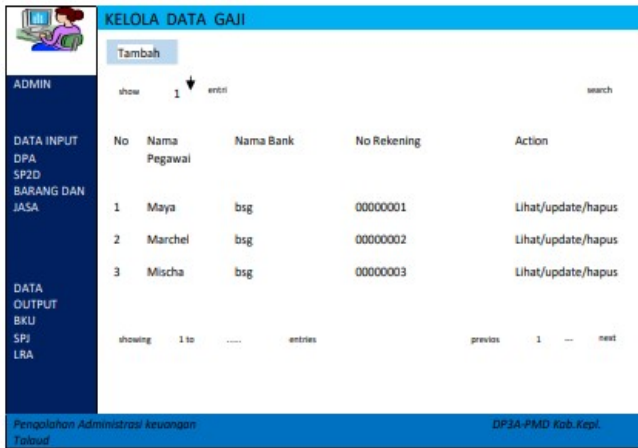 KELOLA DATA GAJI
Tambah
ADMIN
show 1 entri search
DATA INPUT
DPA
SP2D
BARANG DAN
JASA
DATA
OUTPUT
BKU
SPJ
LRA
No Nama Pegawai Nama Bank No Rekening Action
1 Maya bsg 00000001 Lihat/update/hapus
2 Marchel bsg 00000002 Lihat/update/hapus
3 Mischa bsg 00000003 Lihat/update/hapus
showing 1 to ...... entries previos 1 ... next
Pengolahan Administrasi keuangan DP3A-PMD Kab.Kepl.
Talaud